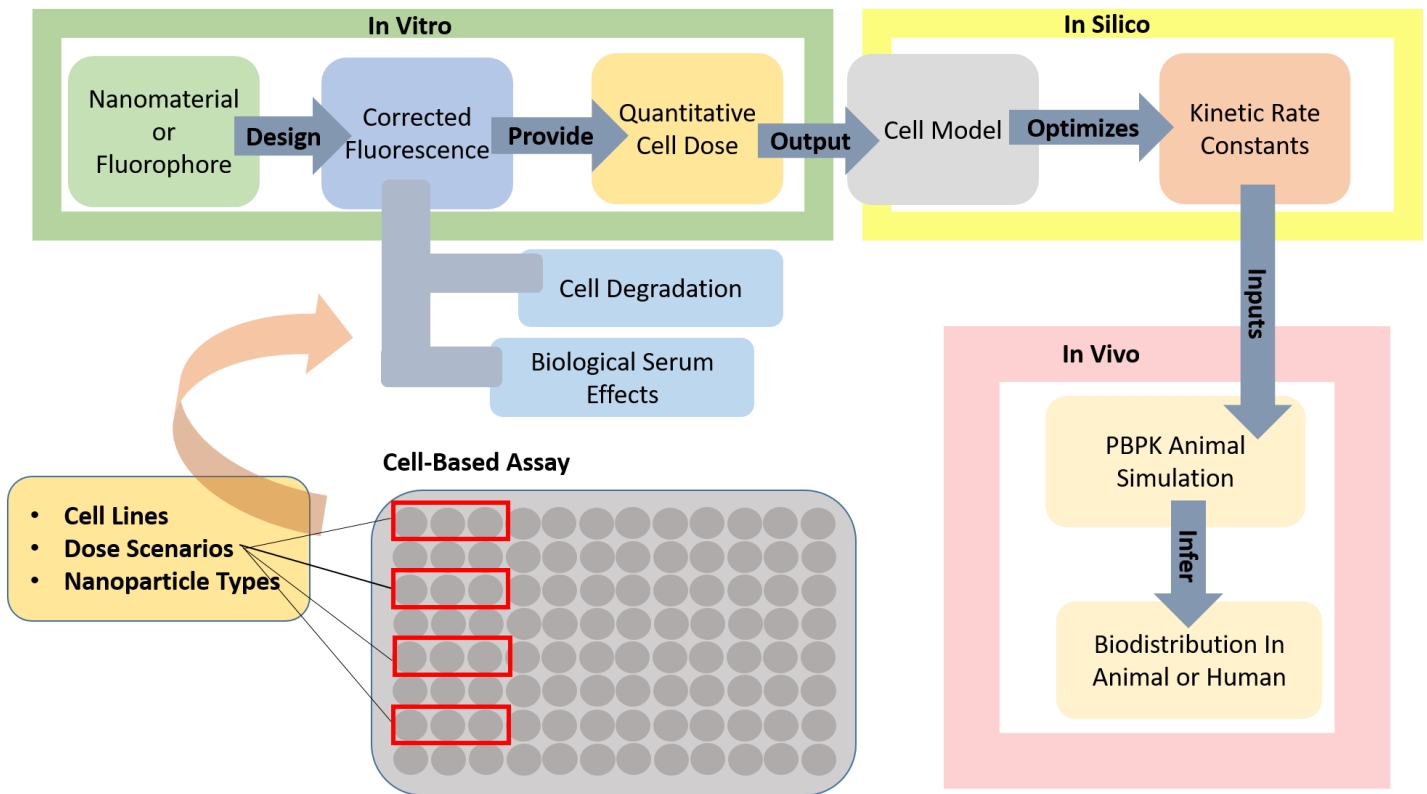 In Vitro
Nanomaterial
or
Fluorophore
Design
Corrected
Fluorescence
Provide
Quantitative
Cell Dose
Output
In Silico
Cell Model
Optimizes
Kinetic Rate
Constants
Cell Degradation
Biological Serum
Effects
Inputs
In Vivo
PBPK Animal
Simulation
Infer
Biodistribution In
Animal or Human
Cell-Based Assay
• Cell Lines
• Dose Scenarios
• Nanoparticle Types